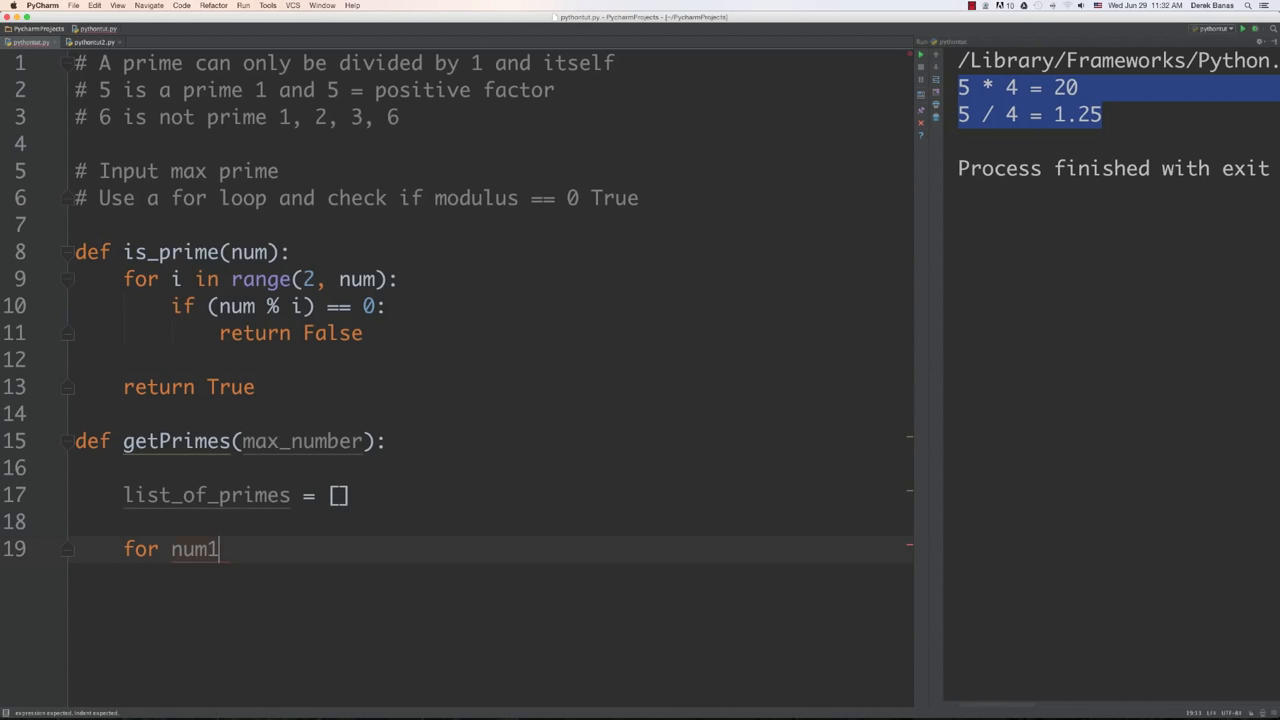 PyCharm File Edit View Navigate Code Refactor Run Tools VCS Window Help 10 Wed Jun 29 11:32 AM Derek Banas
pythontut.py - PycharmProjects - [~/PycharmProjects]
PycharmProjects pythontut.py pythontut
pythontut.py pythontut2.py
Run: pythontut
1 # A prime can only be divided by 1 and itself
2 # 5 is a prime 1 and 5 = positive factor
3 # 6 is not prime 1, 2, 3, 6
4
5 # Input max prime
6 # Use a for loop and check if modulus == 0 True
7
8 def is_prime(num):
9 for i in range(2, num):
10 if (num % i) == 0:
11 return False
12
13 return True
14
15 def getPrimes(max_number):
16
17 list_of_primes = []
18
19 for num1
/Library/Frameworks/Python.
5 * 4 = 20
5 / 4 = 1.25
Process finished with exit
expression expected. Indent expected.
19:13 LF÷ UTF-8÷